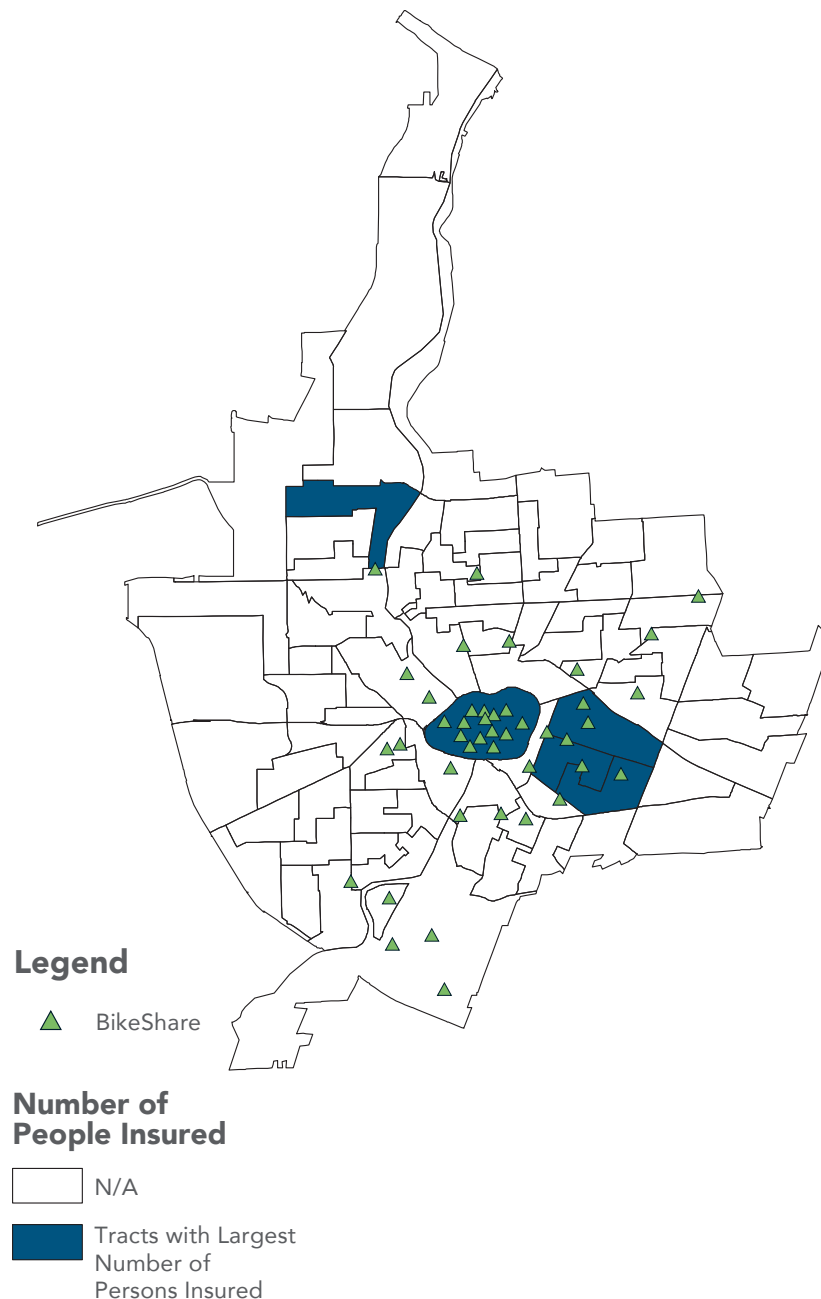 Legend
BikeShare
Number of
People Insured
N/A
Tracts with Largest
Number of
Persons Insured